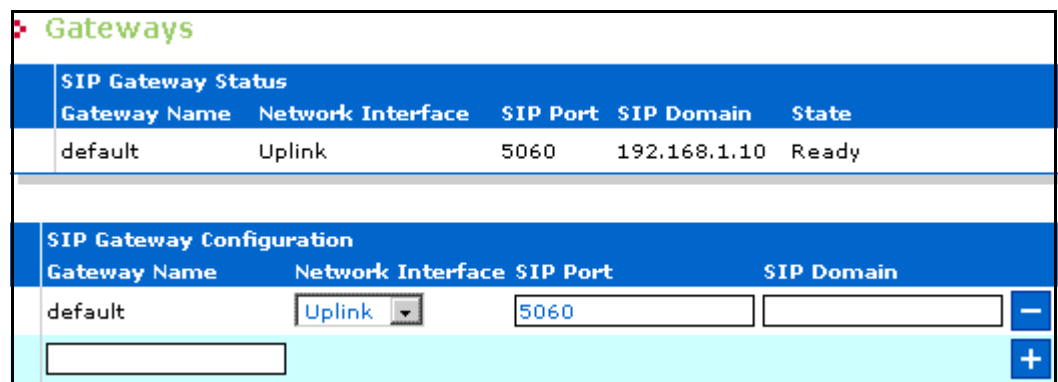 Gateways
SIP Gateway Status
Gateway Name Network Interface SIP Port SIP Domain State
default Uplink 5060 192.168.1.10 Ready
SIP Gateway Configuration
Gateway Name Network Interface SIP Port SIP Domain
default Uplink 5060 −
+